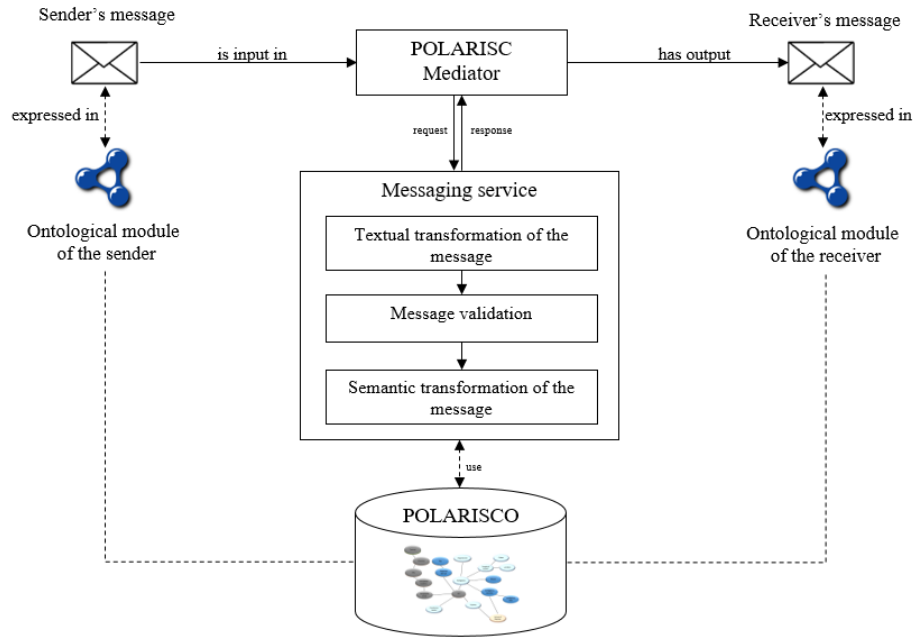 Sender's message
Receiver's message
is input in
POLARISC
Mediator
has output
expressed in
expressed in
request
response
Messaging service
Ontological module
of the sender
Ontological module
of the receiver
Textual transformation of the
message
Message validation
Semantic transformation of the
message
use
POLARISCO